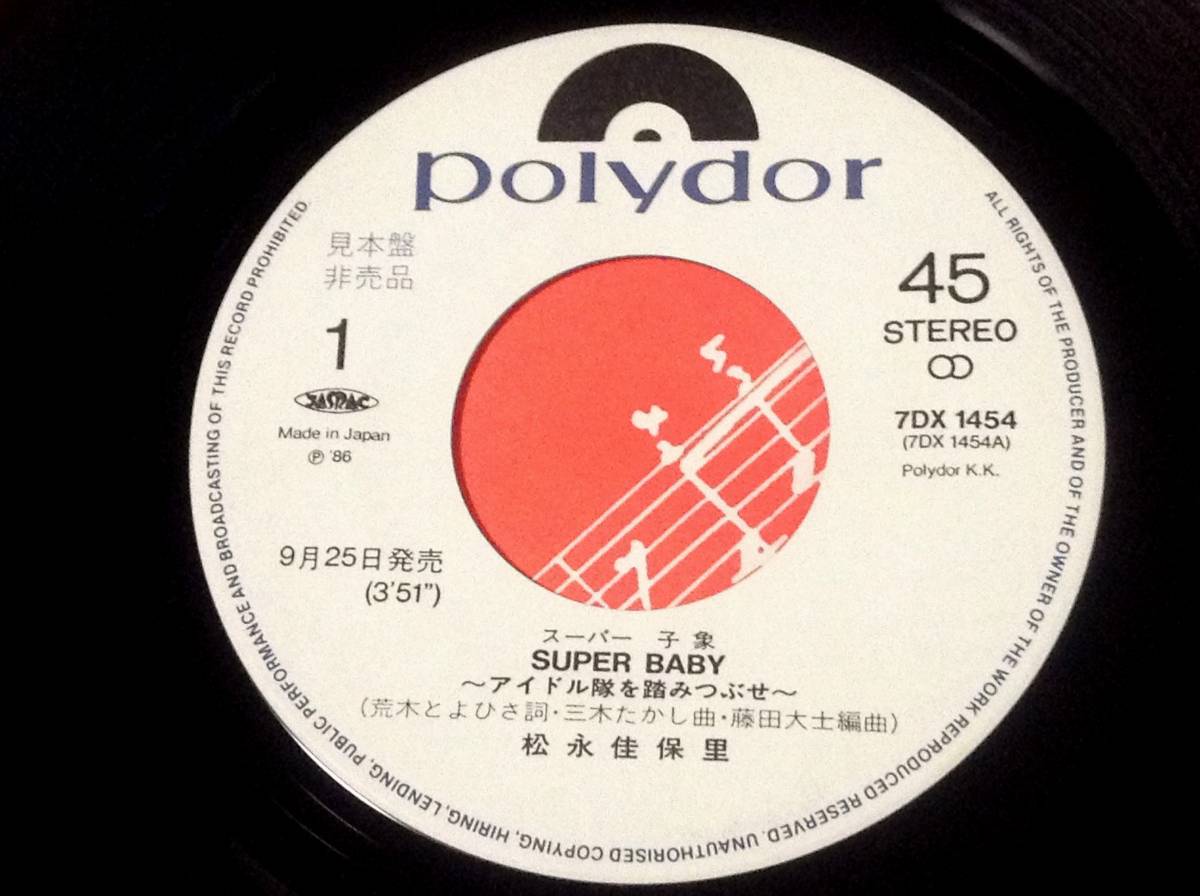 polydor
見本盤
非売品
1
JASRAC
Made in Japan
℗ '86
45
STEREO
7DX 1454
(7DX 1454A)
Polydor K.K.
9月25日発売
(3'51")
スーパー 子象
SUPER BABY
〜アイドル隊を踏みつぶせ〜
(荒木とよひさ詞・三木たかし曲・藤田大士編曲)
松永佳保里
ALL RIGHTS OF THE PRODUCER AND OF THE OWNER OF THE WORK REPRODUCED RESERVED. UNAUTHORISED COPYING, HIRING, LENDING, PUBLIC PERFORMANCE AND BROADCASTING OF THIS RECORD PROHIBITED.